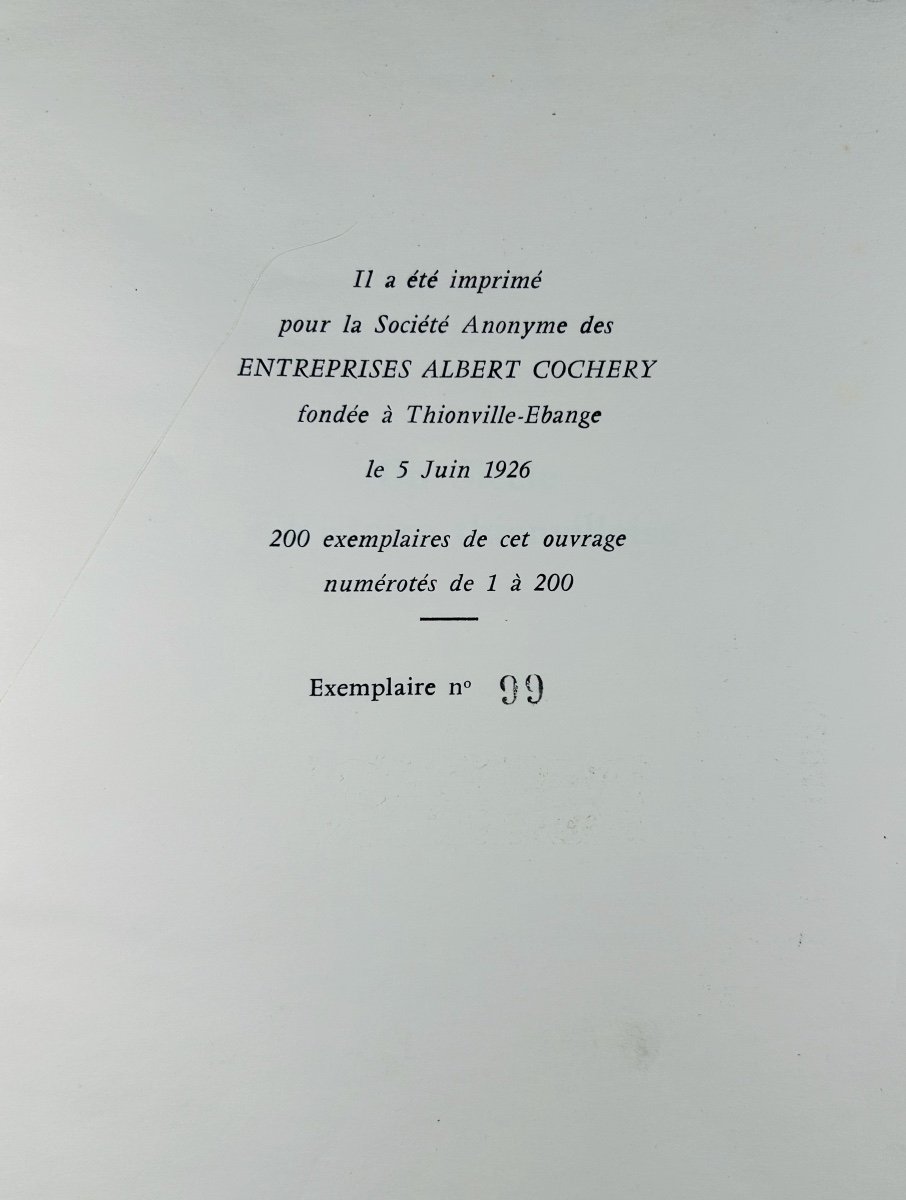 Il a été imprimé
pour la Société Anonyme des
ENTREPRISES ALBERT COCHERY
fondée à Thionville-Ebange
le 5 Juin 1926
200 exemplaires de cet ouvrage
numérotés de 1 à 200
Exemplaire nº 99